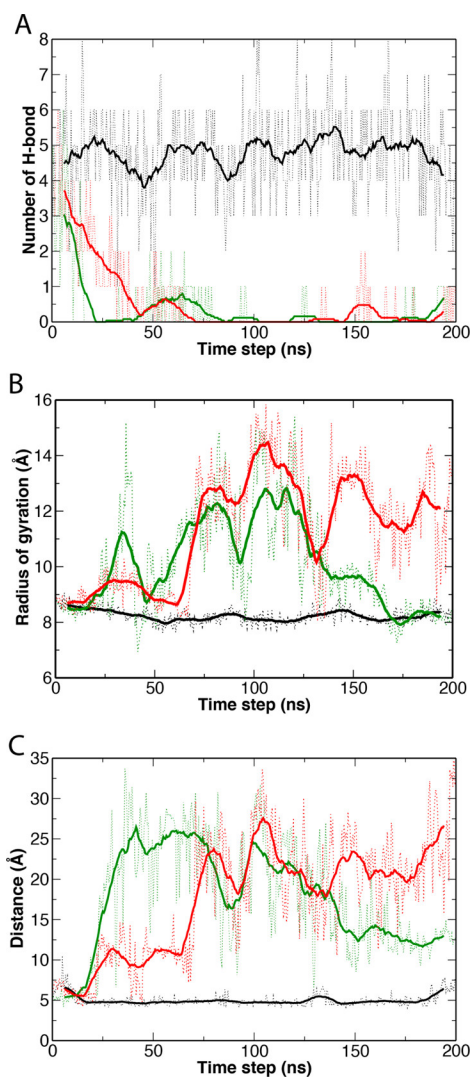 A
8
7
6
5
4
3
2
1
0
Number of H-bond
0 50 100 150 200
Time step (ns)
B
16
14
12
10
8
6
Radius of gyration (Å)
0 50 100 150 200
Time step (ns)
C
35
30
25
20
15
10
5
0
Distance (Å)
0 50 100 150 200
Time step (ns)